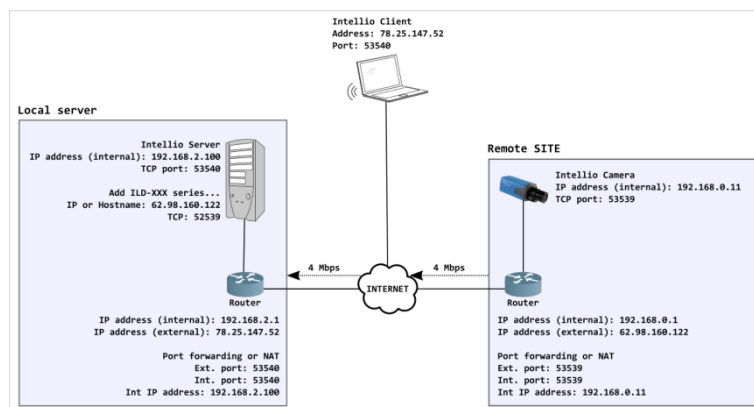 Intellio Client
Address: 78.25.147.52
Port: 53540
Local server
Intellio Server
IP address (internal): 192.168.2.100
TCP port: 53540
Add ILD-XXX series...
IP or Hostname: 62.98.160.122
TCP: 52539
Router
IP address (internal): 192.168.2.1
IP address (external): 78.25.147.52
Port forwarding or NAT
Ext. port: 53540
Int. port: 53540
Int IP address: 192.168.2.100
4 Mbps
INTERNET
4 Mbps
Remote SITE
Intellio Camera
IP address (internal): 192.168.0.11
TCP port: 53539
Router
IP address (internal): 192.168.0.1
IP address (external): 62.98.160.122
Port forwarding or NAT
Ext. port: 53539
Int. port: 53539
Int IP address: 192.168.0.11